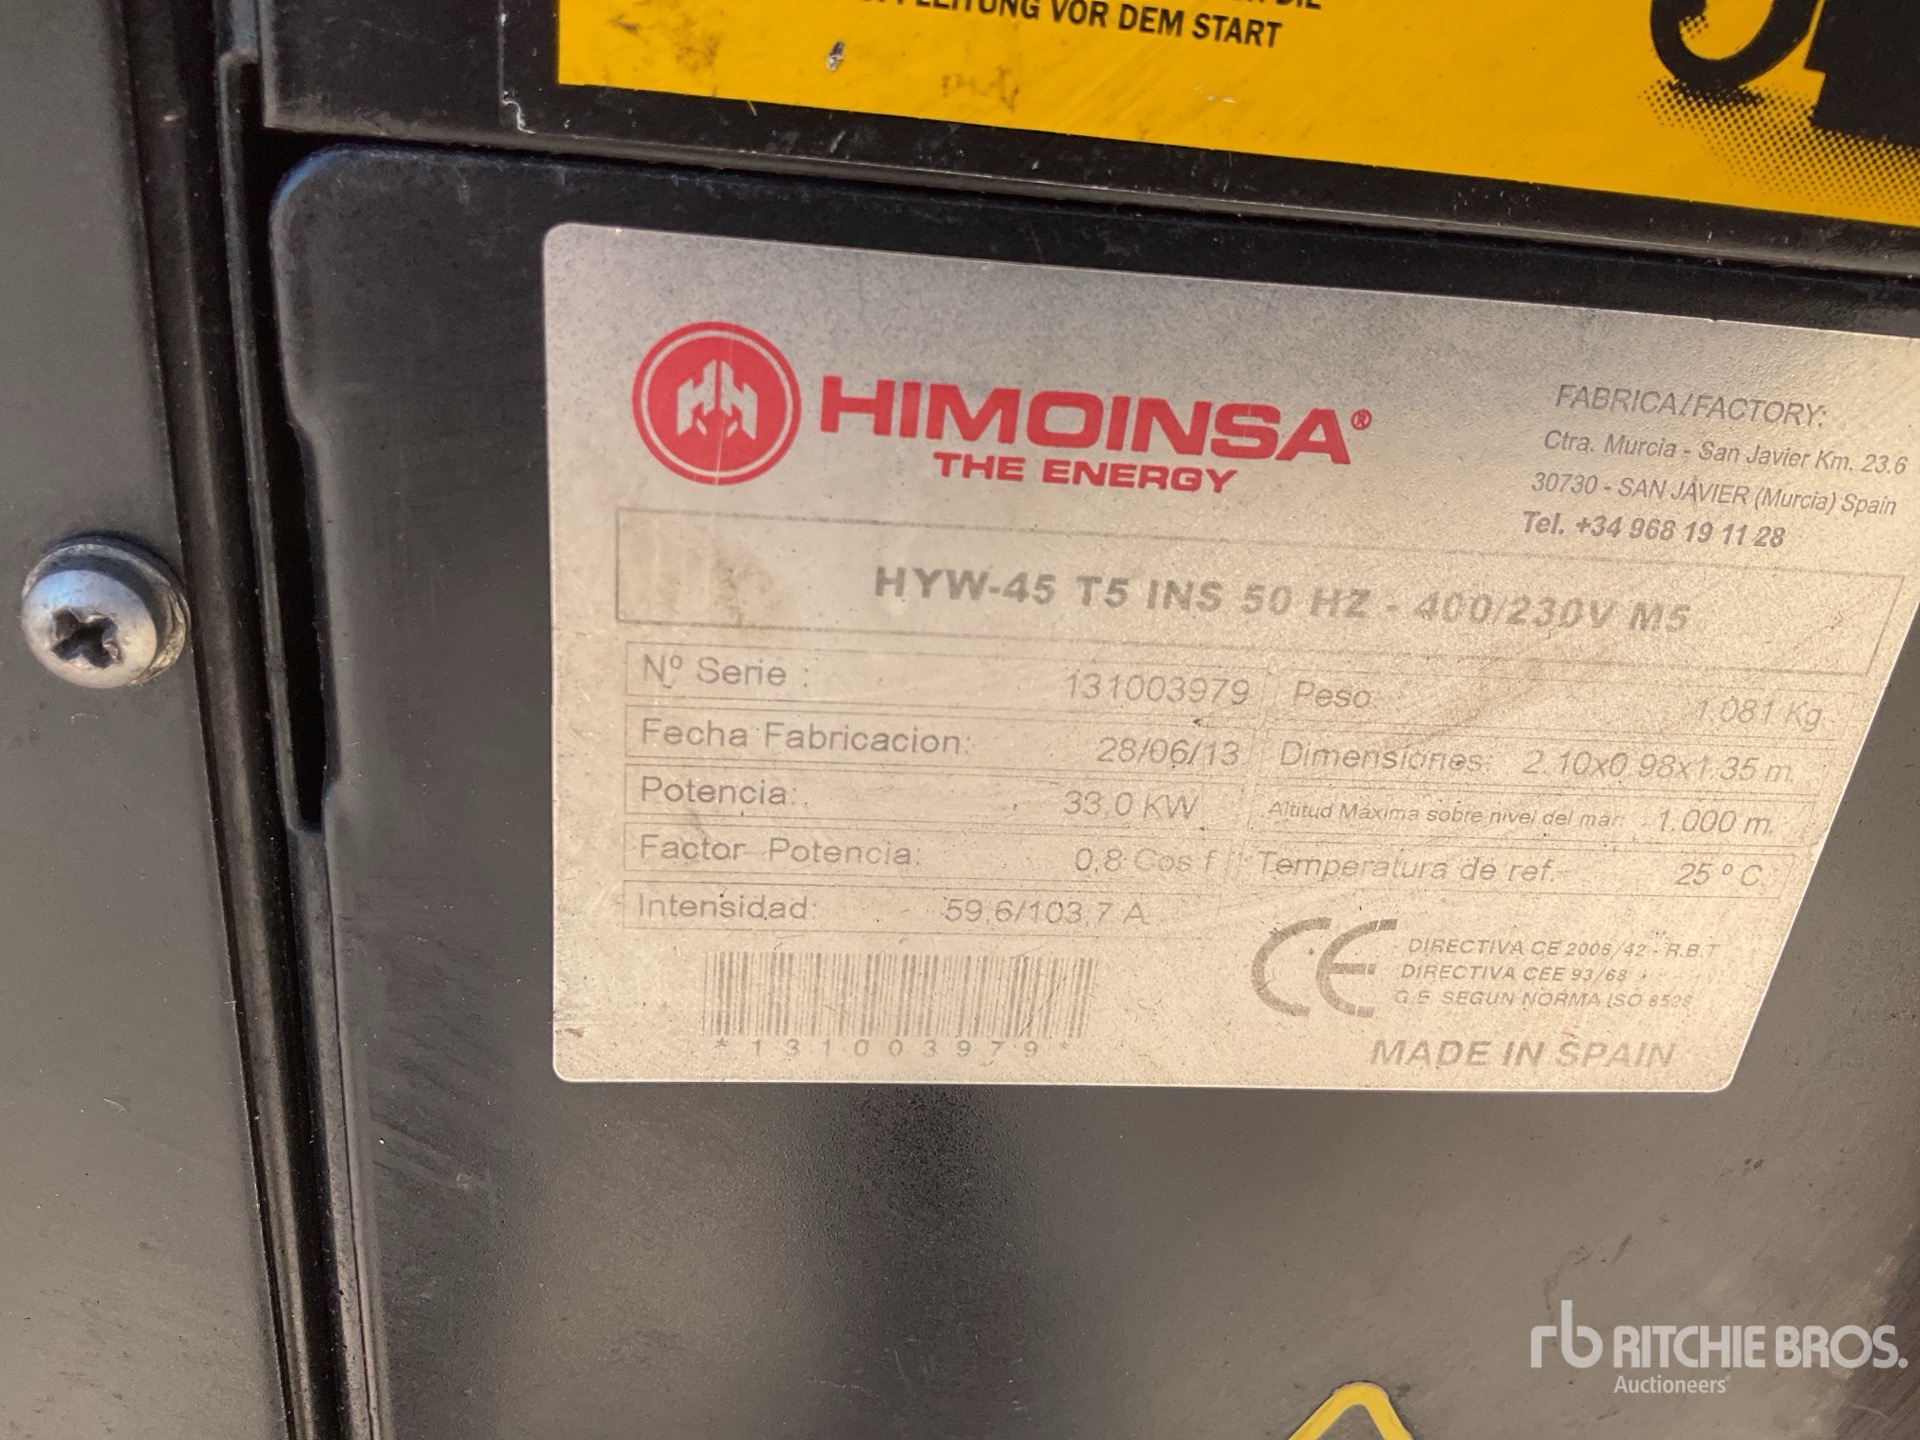 LEITUNG VOR DEM START
HIMOINSA®
THE ENERGY
FABRICA/FACTORY:
Ctra. Murcia - San Javier Km. 23.6
30730 - SAN JAVIER (Murcia) Spain
Tel. +34 968 19 11 28
HYW-45 T5 INS 50 HZ - 400/230V M5
Nº Serie : 131003979
Peso: 1.081 Kg.
Fecha Fabricacion: 28/06/13
Dimensiones: 2.10x0.98x1.35 m.
Potencia: 33,0 KW
Altitud Máxima sobre nivel del mar: 1.000 m.
Factor Potencia: 0,8 Cos f
Temperatura de ref.: 25 º C.
Intensidad: 59,6/103,7 A
*131003979*
CE
DIRECTIVA CE 2006/42 - R.B.T
DIRECTIVA CEE 93/68
G.E. SEGUN NORMA ISO 8528
MADE IN SPAIN
rb RITCHIE BROS.
Auctioneers